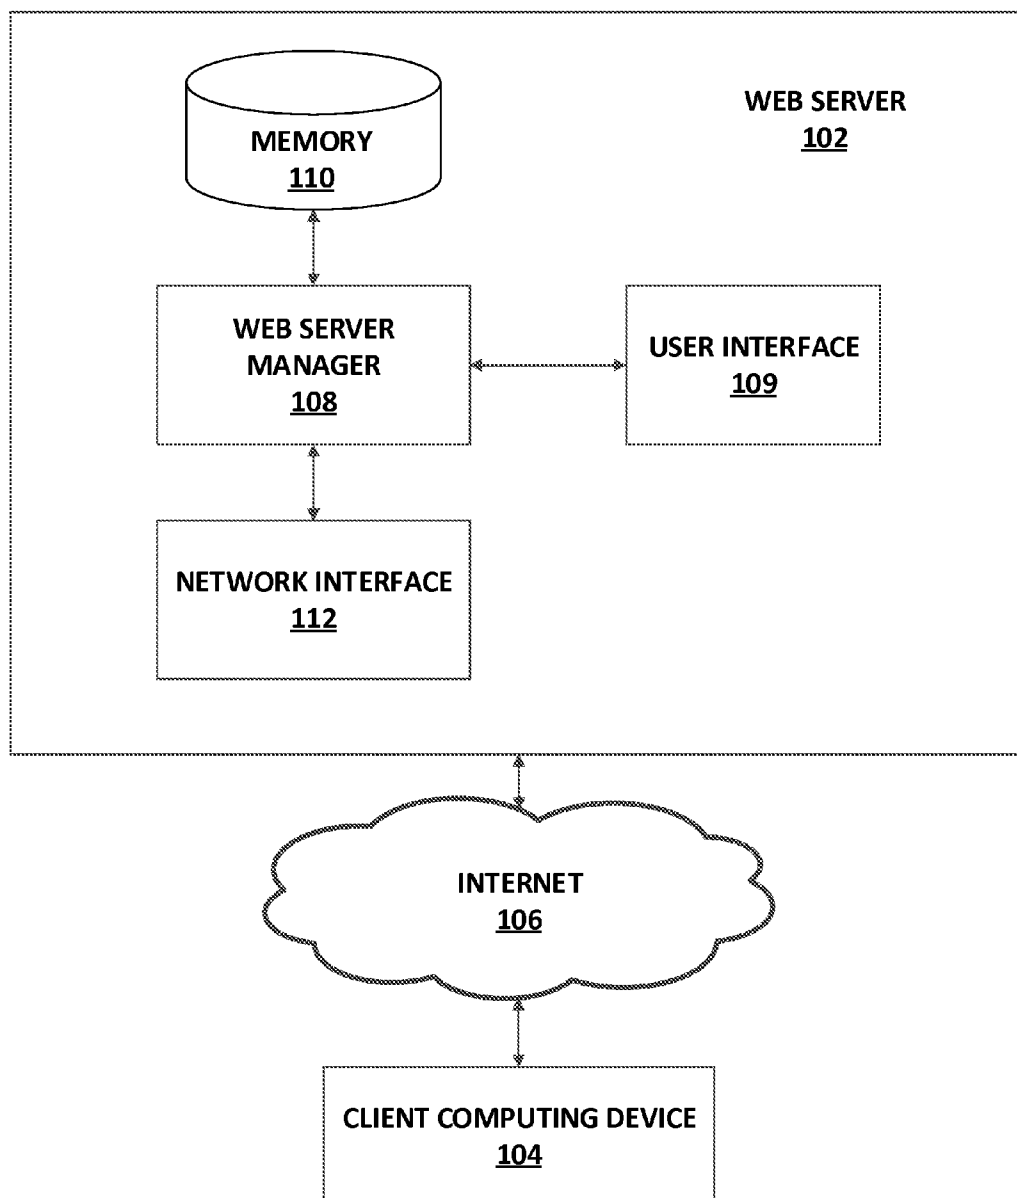 WEB SERVER
102
MEMORY
110
WEB SERVER
MANAGER
108
USER INTERFACE
109
NETWORK INTERFACE
112
INTERNET
106
CLIENT COMPUTING DEVICE
104